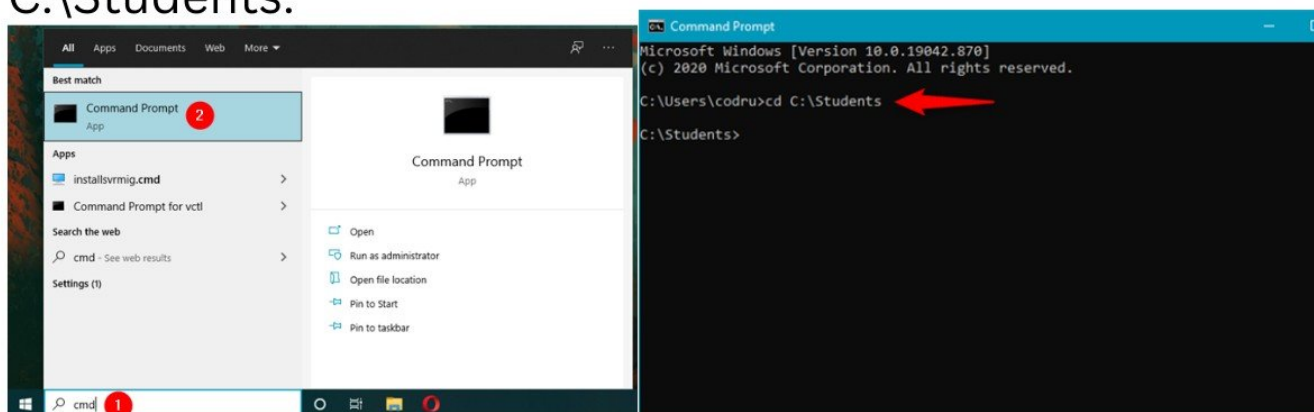 C:\Students.
All Apps Documents Web More
Best match
Command Prompt
App
2
Apps
installsvrmig.cmd
Command Prompt for vctl
Search the web
cmd - See web results
Settings (1)
Command Prompt
App
Open
Run as administrator
Open file location
Pin to Start
Pin to taskbar
cmd
1
Command Prompt
Microsoft Windows [Version 10.0.19042.870]
(c) 2020 Microsoft Corporation. All rights reserved.
C:\Users\codru>cd C:\Students
C:\Students>